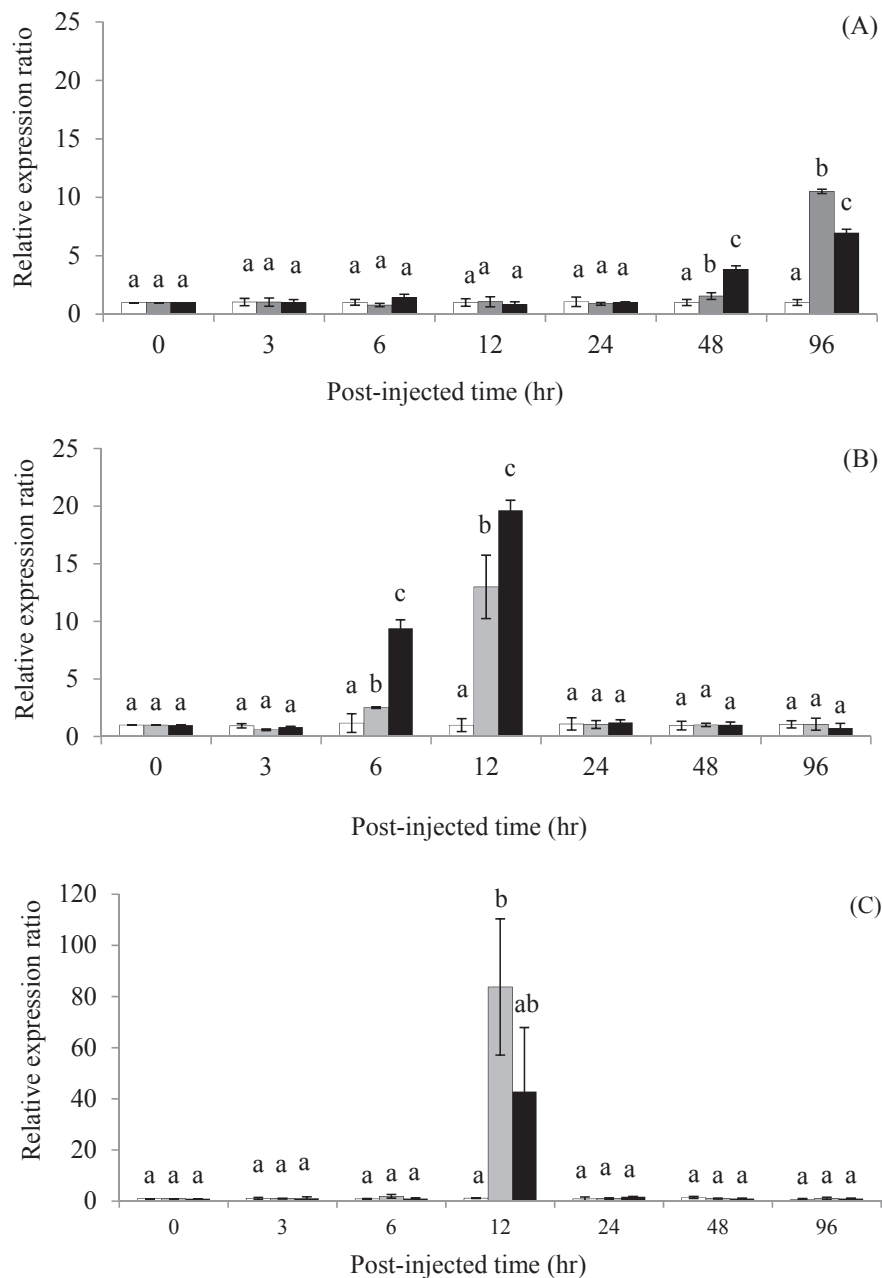 (A)
Relative expression ratio
25
20
15
10
5
0
a a a
a a a
a a a
a a a
a a a
a b c
a b c
0 3 6 12 24 48 96
Post-injected time (hr)
(B)
Relative expression ratio
25
20
15
10
5
0
a a a
a a a
a b c
a b c
a a a
a a a
a a a
0 3 6 12 24 48 96
Post-injected time (hr)
(C)
Relative expression ratio
120
100
80
60
40
20
0
a a a
a a a
a a a
a b ab
a a a
a a a
a a a
0 3 6 12 24 48 96
Post-injected time (hr)